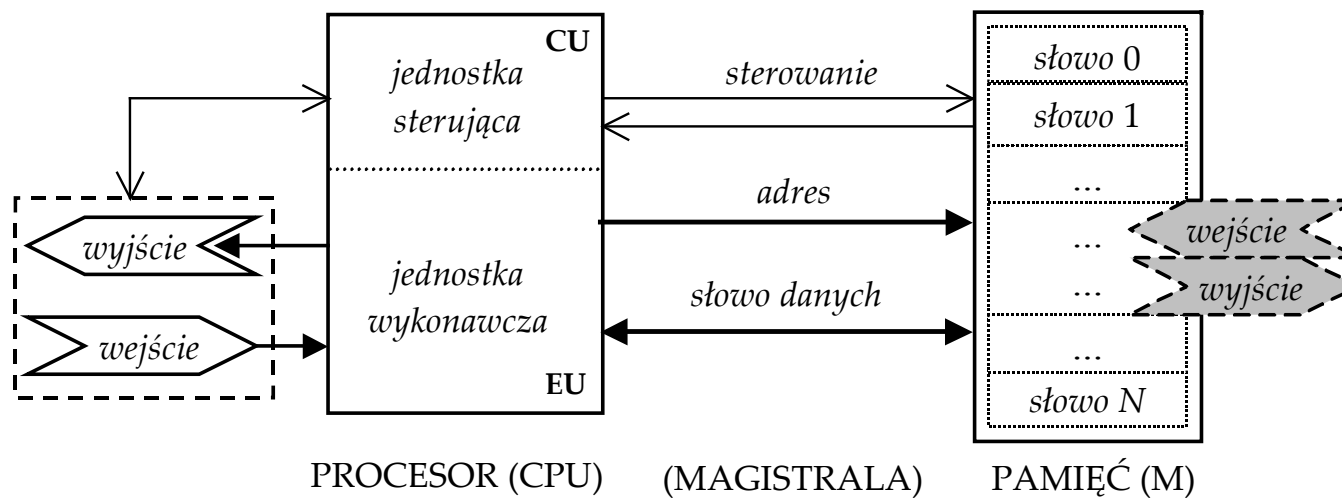 CU
jednostka
sterująca
sterowanie
słowo 0
słowo 1
...
adres
wyjście
jednostka
wykonawcza
...
wejście
słowo danych
...
wyjście
wejście
EU
...
słowo N
PROCESOR (CPU)
(MAGISTRALA)
PAMIĘĆ (M)